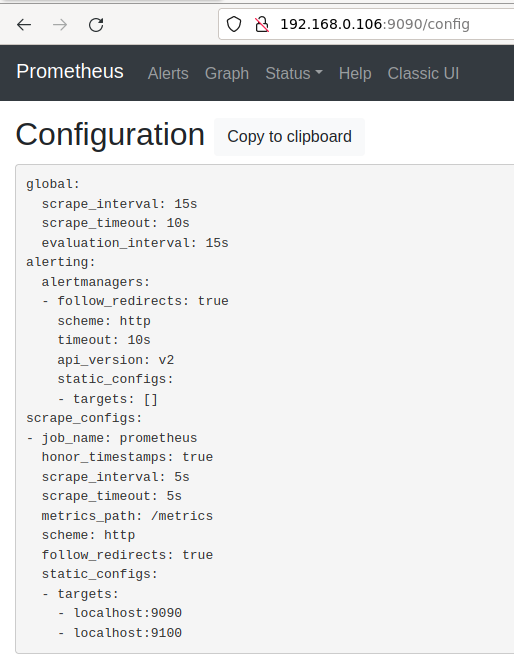 192.168.0.106:9090/config
Prometheus Alerts Graph Status Help Classic UI
Configuration Copy to clipboard
global:
  scrape_interval: 15s
  scrape_timeout: 10s
  evaluation_interval: 15s
alerting:
  alertmanagers:
  - follow_redirects: true
    scheme: http
    timeout: 10s
    api_version: v2
    static_configs:
    - targets: []
scrape_configs:
- job_name: prometheus
  honor_timestamps: true
  scrape_interval: 5s
  scrape_timeout: 5s
  metrics_path: /metrics
  scheme: http
  follow_redirects: true
  static_configs:
  - targets:
    - localhost:9090
    - localhost:9100